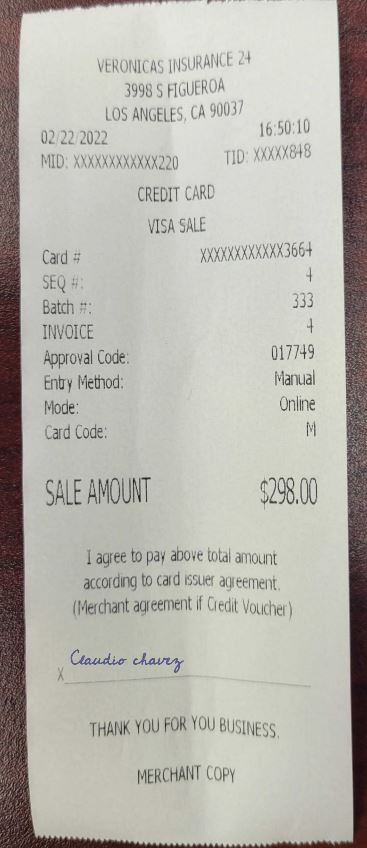 VERONICAS INSURANCE 24
3998 S FIGUEROA
LOS ANGELES, CA 90037
02/22/2022 16:50:10
MID: XXXXXXXXXXXX220 TID: XXXXX848
CREDIT CARD
VISA SALE
Card # XXXXXXXXXXXX3664
SEQ #: 4
Batch #: 333
INVOICE 4
Approval Code: 017749
Entry Method: Manual
Mode: Online
Card Code: M
SALE AMOUNT $298.00
I agree to pay above total amount
according to card issuer agreement.
(Merchant agreement if Credit Voucher)
X Claudio chavez
THANK YOU FOR YOU BUSINESS.
MERCHANT COPY